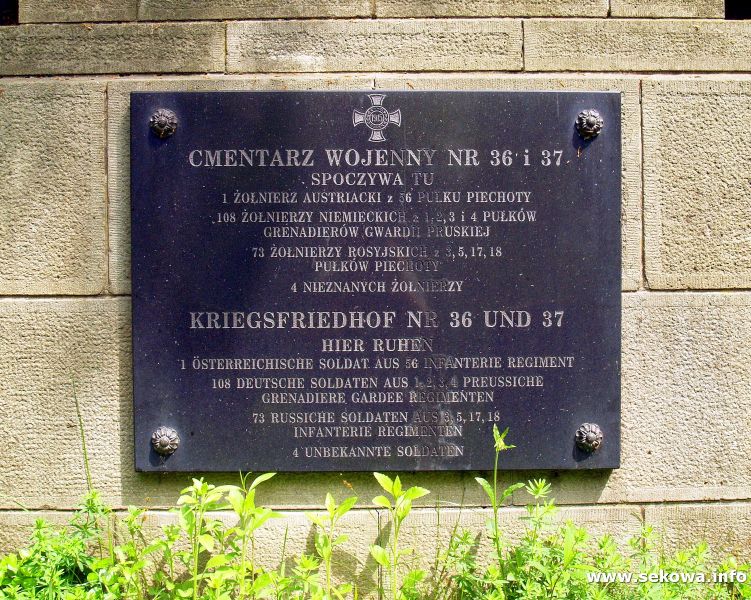 1915
CMENTARZ WOJENNY NR 36 i 37
SPOCZYWA TU
1 ŻOŁNIERZ AUSTRIACKI z 56 PUŁKU PIECHOTY
108 ŻOŁNIERZY NIEMIECKICH z 1, 2, 3 i 4 PUŁKÓW
GRENADIERÓW GWARDII PRUSKIEJ
73 ŻOŁNIERZY ROSYJSKICH z 3, 5, 17, 18
PUŁKÓW PIECHOTY
4 NIEZNANYCH ŻOŁNIERZY
KRIEGSFRIEDHOF NR 36 UND 37
HIER RUHEN
1 ÖSTERREICHISCHE SOLDAT AUS 56 INFANTERIE REGIMENT
108 DEUTSCHE SOLDATEN AUS 1, 2, 3, 4 PREUSSICHE
GRENADIERE GARDEE REGIMENTEN
73 RUSSICHE SOLDATEN AUS 3, 5, 17, 18
INFANTERIE REGIMENTEN
4 UNBEKANNTE SOLDATEN
www.sekowa.info